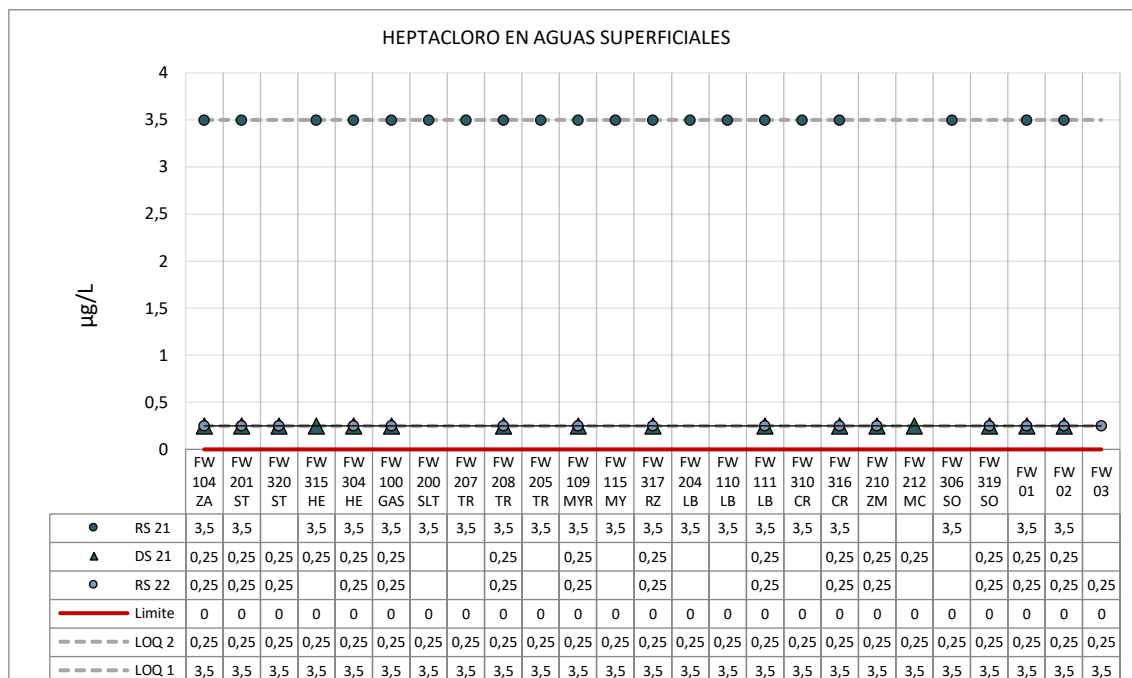 HEPTACLORO EN AGUAS SUPERFICIALES
4
3,5
3
2,5
2
1,5
1
0,5
0
µg/L
FW 104 ZA
FW 201 ST
FW 320 ST
FW 315 HE
FW 304 HE
FW 100 GAS
FW 200 SLT
FW 207 TR
FW 208 TR
FW 205 TR
FW 109 MYR
FW 115 MY
FW 317 RZ
FW 204 LB
FW 110 LB
FW 111 LB
FW 310 CR
FW 316 CR
FW 210 ZM
FW 212 MC
FW 306 SO
FW 319 SO
FW 01
FW 02
FW 03
RS 21 3,5 3,5 3,5 3,5 3,5 3,5 3,5 3,5 3,5 3,5 3,5 3,5 3,5 3,5 3,5 3,5 3,5 3,5 3,5 3,5
DS 21 0,25 0,25 0,25 0,25 0,25 0,25 0,25 0,25 0,25 0,25 0,25 0,25 0,25 0,25 0,25 0,25
RS 22 0,25 0,25 0,25 0,25 0,25 0,25 0,25 0,25 0,25 0,25 0,25 0,25 0,25 0,25 0,25
Limite 0 0 0 0 0 0 0 0 0 0 0 0 0 0 0 0 0 0 0 0 0 0 0 0 0
LOQ 2 0,25 0,25 0,25 0,25 0,25 0,25 0,25 0,25 0,25 0,25 0,25 0,25 0,25 0,25 0,25 0,25 0,25 0,25 0,25 0,25 0,25 0,25 0,25 0,25 0,25
LOQ 1 3,5 3,5 3,5 3,5 3,5 3,5 3,5 3,5 3,5 3,5 3,5 3,5 3,5 3,5 3,5 3,5 3,5 3,5 3,5 3,5 3,5 3,5 3,5 3,5 3,5